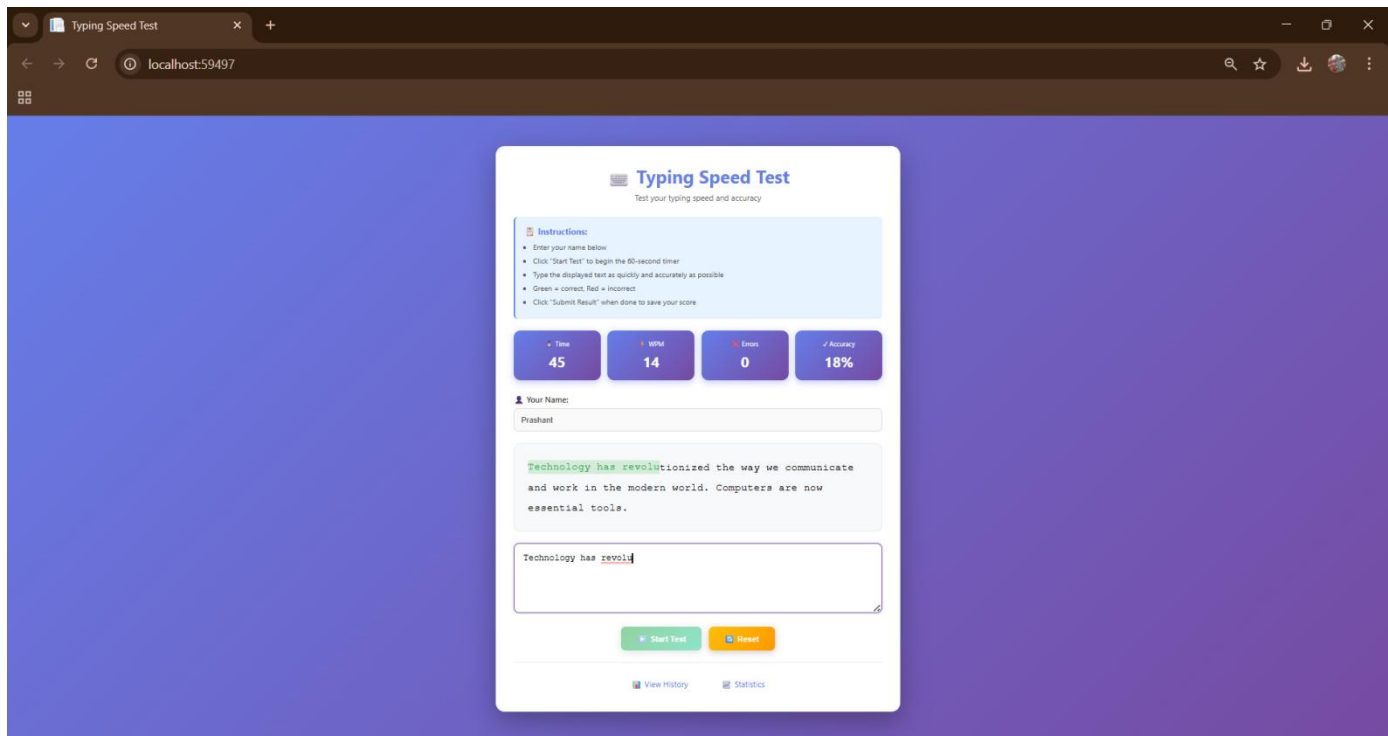 Typing Speed Test
localhost:59497
Typing Speed Test
Test your typing speed and accuracy
Instructions:
Enter your name below
Click "Start Test" to begin the 60-second timer
Type the displayed text as quickly and accurately as possible
Green = correct, Red = incorrect
Click "Submit Result" when done to save your score
Time WPM Errors ✓ Accuracy
45 14 0 18%
Your Name:
Prashant
Technology has revolutionized the way we communicate
and work in the modern world. Computers are now
essential tools.
Technology has revolu
Start Test Reset
View History Statistics